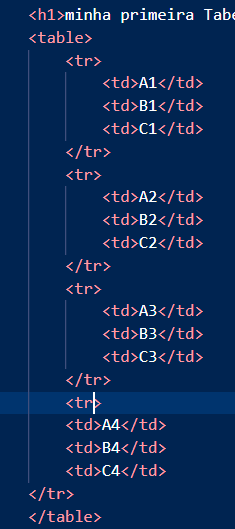 <h1>minha primeira Tabe
<table>
<tr>
<td>A1</td>
<td>B1</td>
<td>C1</td>
</tr>
<tr>
<td>A2</td>
<td>B2</td>
<td>C2</td>
</tr>
<tr>
<td>A3</td>
<td>B3</td>
<td>C3</td>
</tr>
<tr>
<td>A4</td>
<td>B4</td>
<td>C4</td>
</tr>
</table>